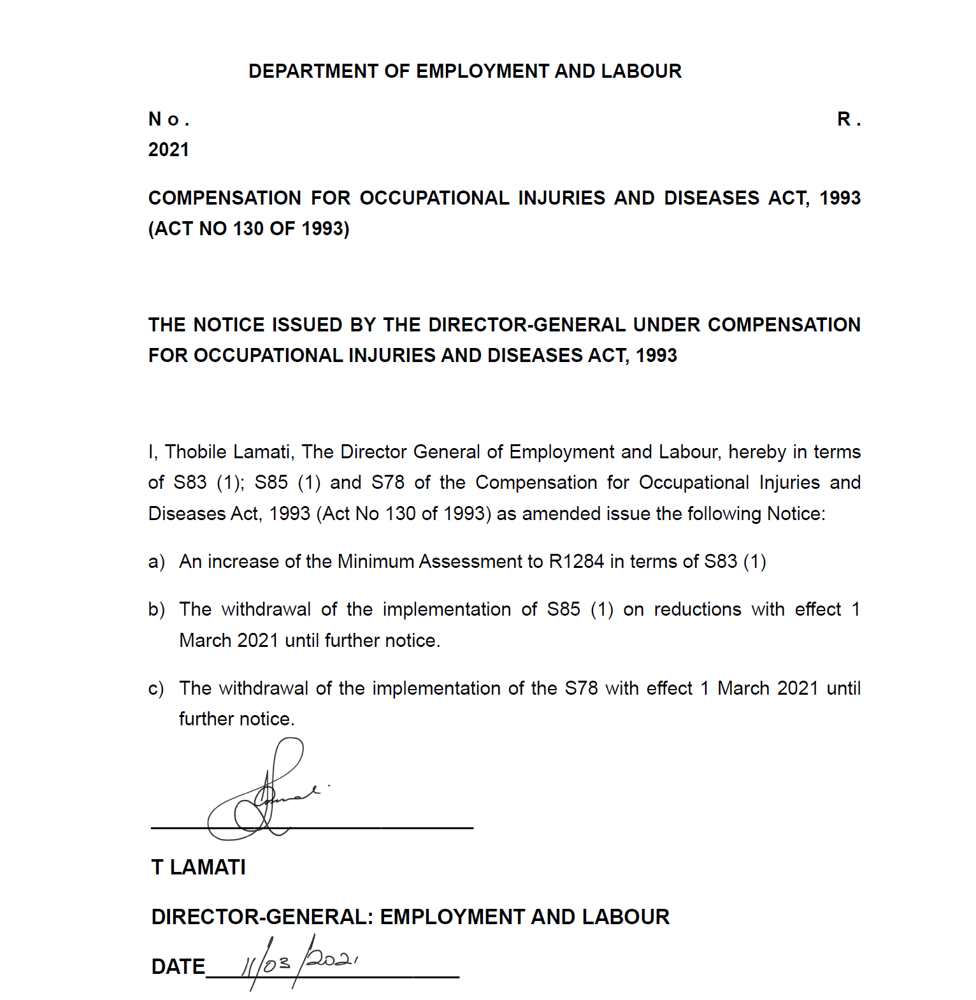 DEPARTMENT OF EMPLOYMENT AND LABOUR
No. R.
2021
COMPENSATION FOR OCCUPATIONAL INJURIES AND DISEASES ACT, 1993
(ACT NO 130 OF 1993)
THE NOTICE ISSUED BY THE DIRECTOR-GENERAL UNDER COMPENSATION
FOR OCCUPATIONAL INJURIES AND DISEASES ACT, 1993
I, Thobile Lamati, The Director General of Employment and Labour, hereby in terms
of S83 (1); S85 (1) and S78 of the Compensation for Occupational Injuries and
Diseases Act, 1993 (Act No 130 of 1993) as amended issue the following Notice:
a) An increase of the Minimum Assessment to R1284 in terms of S83 (1)
b) The withdrawal of the implementation of S85 (1) on reductions with effect 1
March 2021 until further notice.
c) The withdrawal of the implementation of the S78 with effect 1 March 2021 until
further notice.
T LAMATI
DIRECTOR-GENERAL: EMPLOYMENT AND LABOUR
DATE 11/03/2021